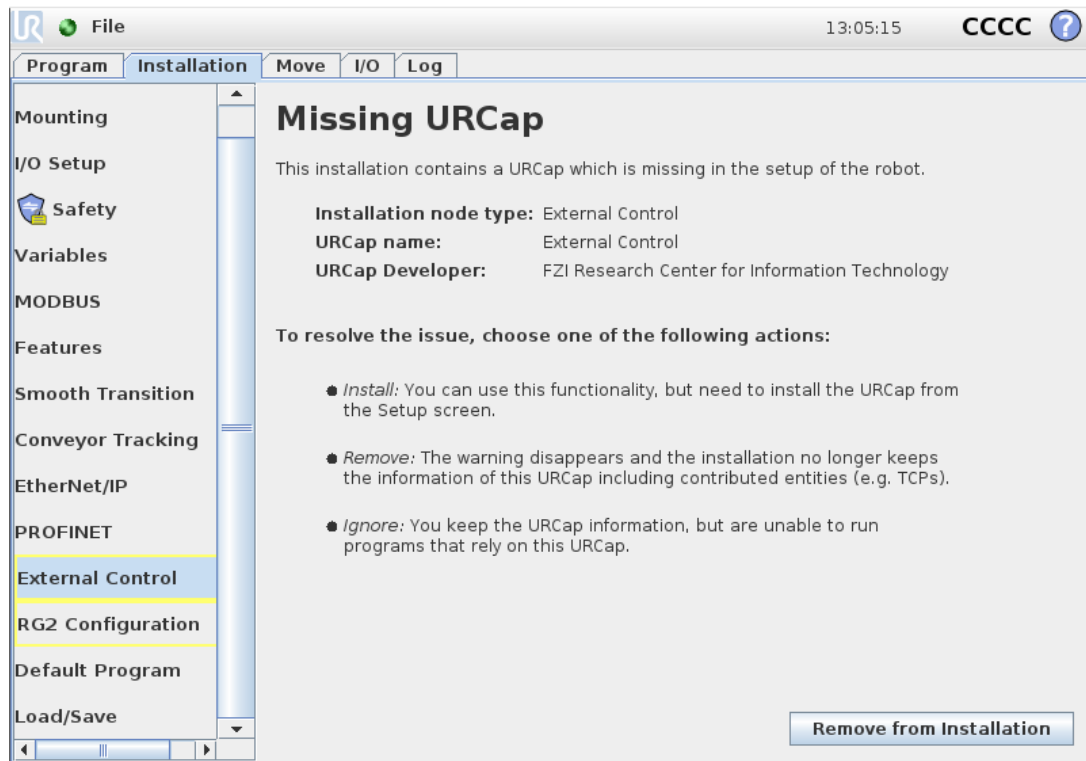 UR File 13:05:15 CCCC ?
Program Installation Move I/O Log
Mounting
I/O Setup
Safety
Variables
MODBUS
Features
Smooth Transition
Conveyor Tracking
EtherNet/IP
PROFINET
External Control
RG2 Configuration
Default Program
Load/Save
Missing URCap
This installation contains a URCap which is missing in the setup of the robot.
Installation node type: External Control
URCap name: External Control
URCap Developer: FZI Research Center for Information Technology
To resolve the issue, choose one of the following actions:
Install: You can use this functionality, but need to install the URCap from
the Setup screen.
Remove: The warning disappears and the installation no longer keeps
the information of this URCap including contributed entities (e.g. TCPs).
Ignore: You keep the URCap information, but are unable to run
programs that rely on this URCap.
Remove from Installation